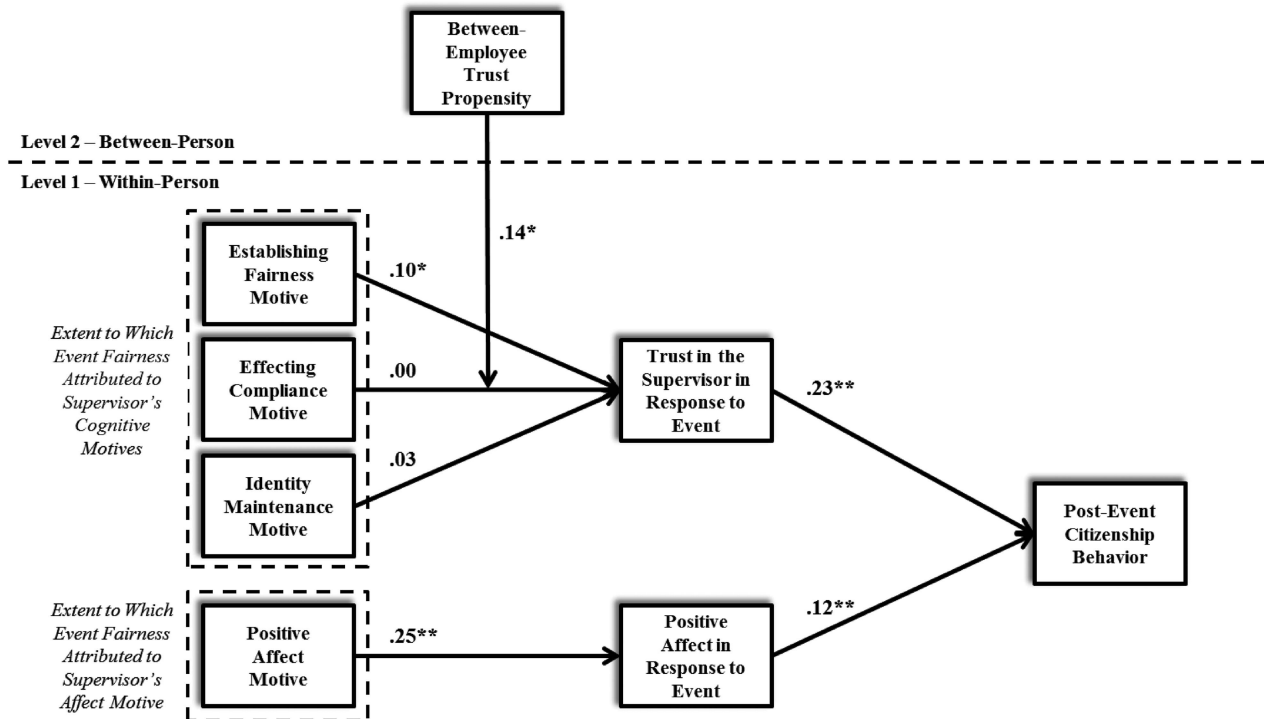 Between-
Employee
Trust
Propensity
Level 2 – Between-Person
Level 1 – Within-Person
.14*
Extent to Which
Event Fairness
Attributed to
Supervisor's
Cognitive
Motives
Establishing
Fairness
Motive
.10*
Effecting
Compliance
Motive
.00
Identity
Maintenance
Motive
.03
Trust in the
Supervisor in
Response to
Event
.23**
Post-Event
Citizenship
Behavior
Extent to Which
Event Fairness
Attributed to
Supervisor's
Affect Motive
Positive
Affect
Motive
.25**
Positive
Affect in
Response to
Event
.12**